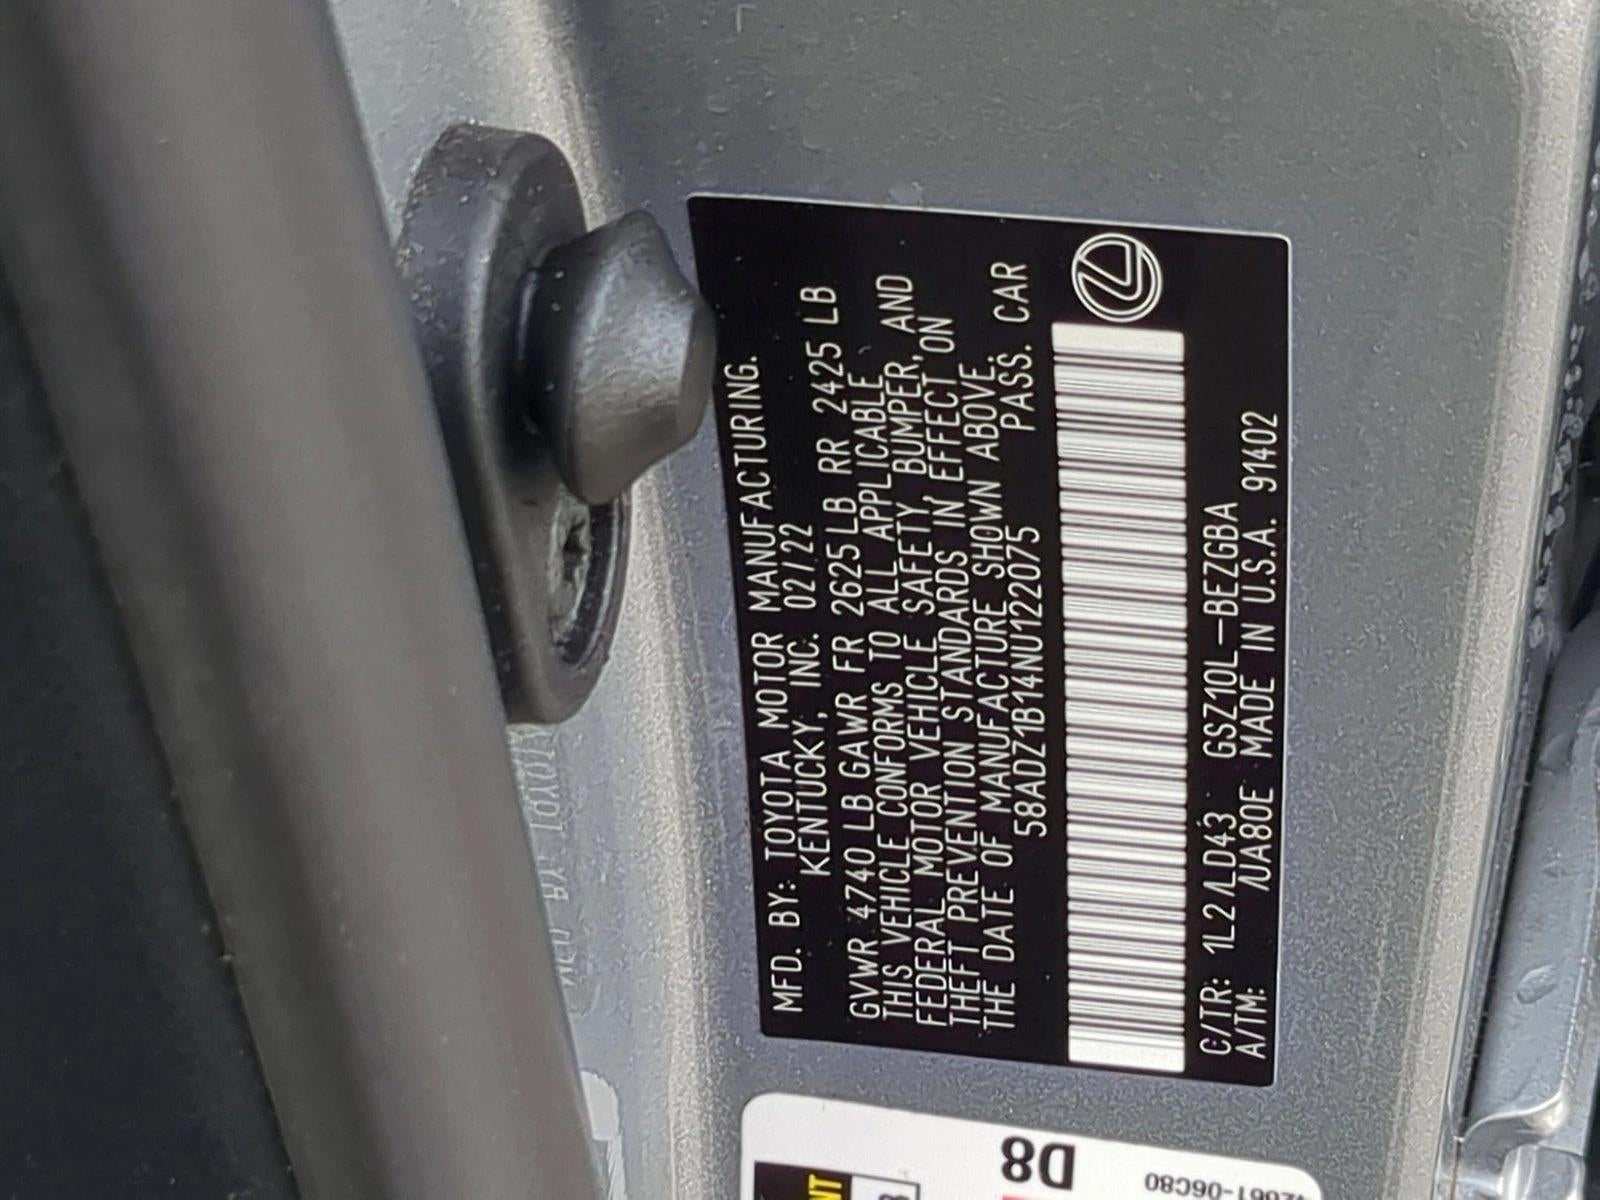 MFD. BY: TOYOTA MOTOR MANUFACTURING.
KENTUCKY, INC. 02/22
GVWR 4740 LB GAWR FR 2625LB RR 2425 LB
THIS VEHICLE CONFORMS TO ALL APPLICABLE
FEDERAL MOTOR VEHICLE SAFETY, BUMPER, AND
THEFT PREVENTION STANDARDS IN EFFECT ON
THE DATE OF MANUFACTURE SHOWN ABOVE.
58ADZ1B14NU122075 PASS. CAR
C/TR: 1L2/LD43 GSZ10L-BEZGBA
A/TM: /UA80E MADE IN U.S.A. 91402
D8